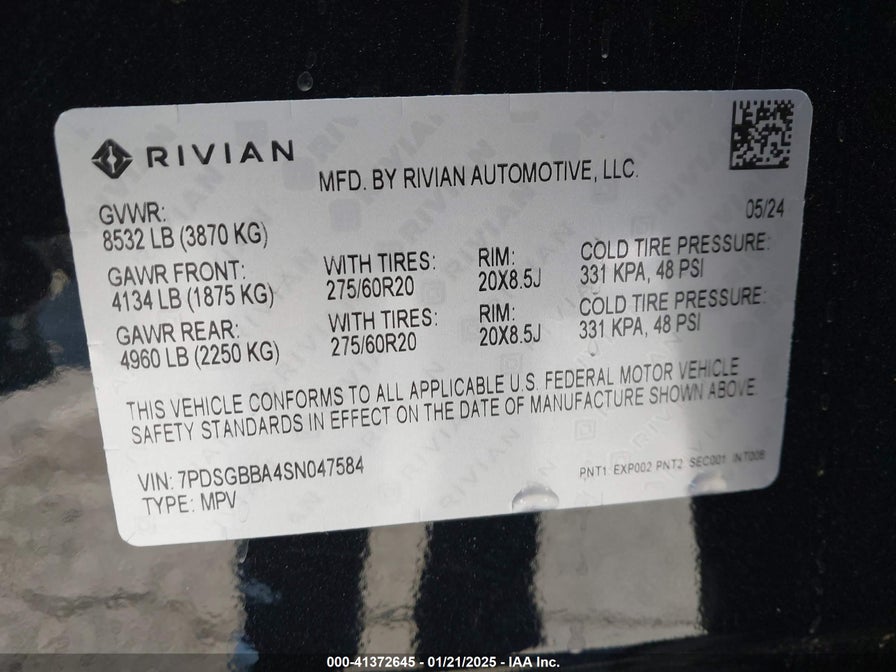 RIVIAN
MFD. BY RIVIAN AUTOMOTIVE, LLC.
05/24
GVWR:
8532 LB (3870 KG)
GAWR FRONT: WITH TIRES: RIM: COLD TIRE PRESSURE:
4134 LB (1875 KG) 275/60R20 20X8.5J 331 KPA, 48 PSI
GAWR REAR: WITH TIRES: RIM: COLD TIRE PRESSURE:
4960 LB (2250 KG) 275/60R20 20X8.5J 331 KPA, 48 PSI
THIS VEHICLE CONFORMS TO ALL APPLICABLE U.S. FEDERAL MOTOR VEHICLE
SAFETY STANDARDS IN EFFECT ON THE DATE OF MANUFACTURE SHOWN ABOVE.
VIN: 7PDSGBBA4SN047584
TYPE: MPV
PNT1: EXP002 PNT2: SEC001 INT006
000-41372645 - 01/21/2025 - IAA Inc.